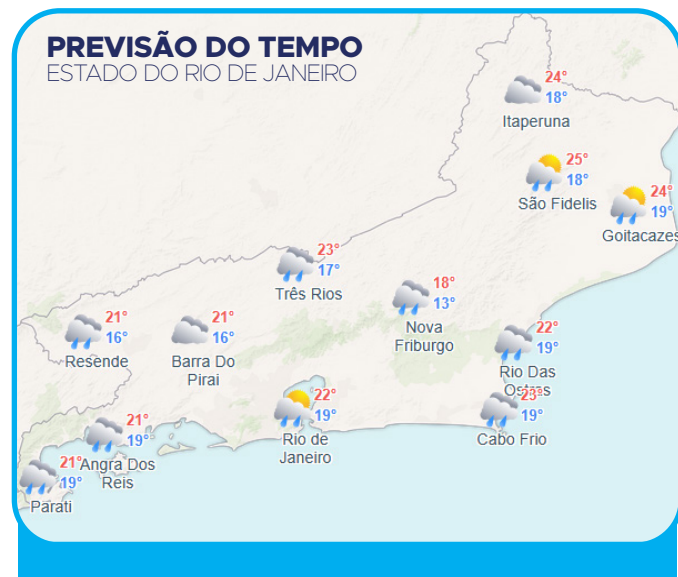 PREVISÃO DO TEMPO
ESTADO DO RIO DE JANEIRO
24°
18°
Itaperuna
25°
18°
São Fidelis
24°
19°
Goitacazes
23°
17°
Três Rios
18°
13°
Nova
Friburgo
21°
16°
Resende
21°
16°
Barra Do
Pirai
22°
19°
Rio Das
Ostras
22°
19°
Rio de
Janeiro
23°
19°
Cabo Frio
21°
19°
Angra Dos
Reis
21°
19°
Parati